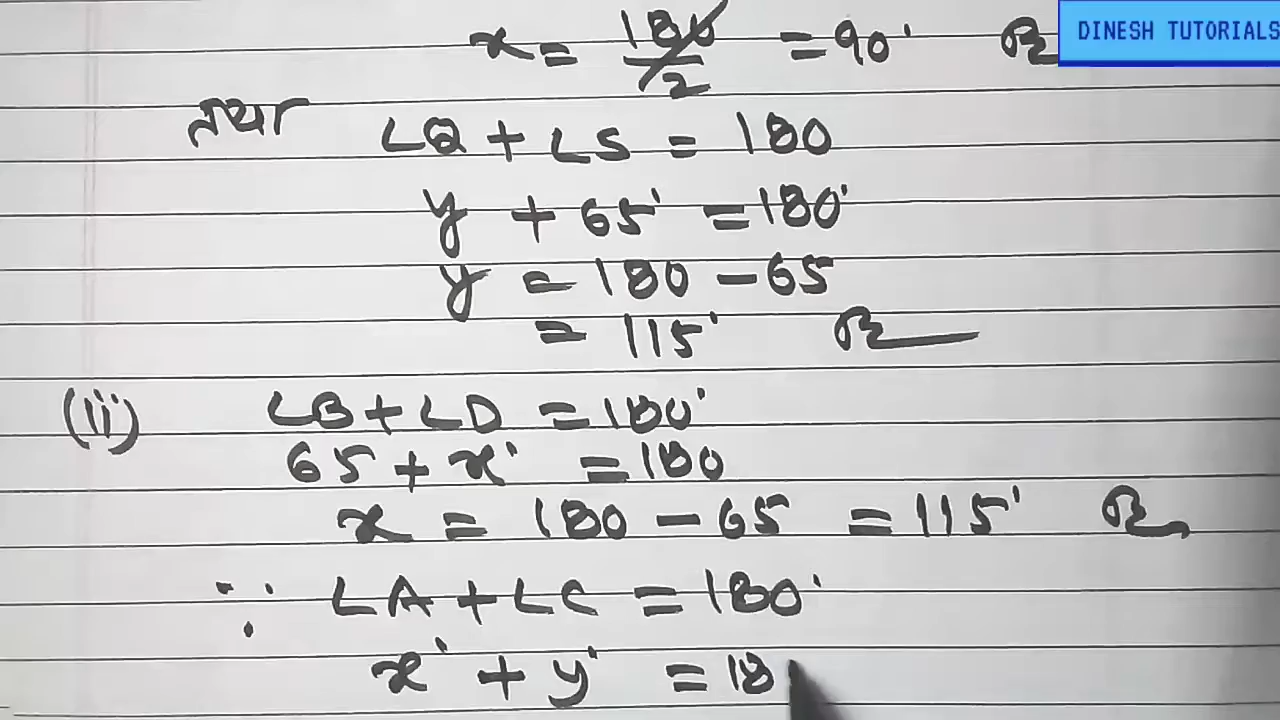 DINESH TUTORIALS
x = 180/2 = 90°
तथा ∠Q + ∠S = 180
y + 65° = 180°
y = 180 - 65
= 115°
(ii) ∠B + ∠D = 180°
65 + x° = 180
x = 180 - 65 = 115°
∵ ∠A + ∠C = 180°
x° + y° = 18